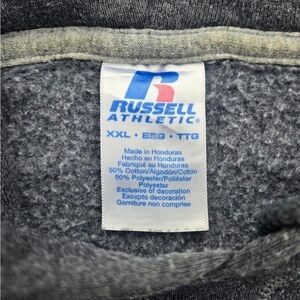 R
RUSSELL
ATHLETIC®
XXL • EEG • TTG
Made in Honduras
Hecho en Honduras
Fabriqué au Honduras
50% Cotton/Algodón/Coton
50% Polyester/Poliéster
Polyester
Exclusive of decoration
Excepto decoración
Garniture non comprise